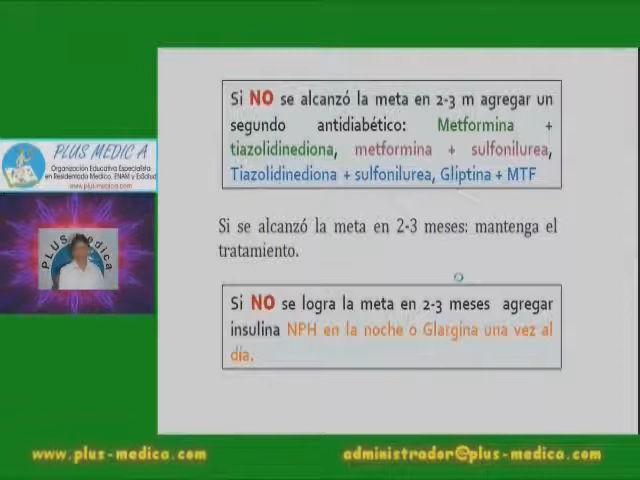 Si NO se alcanzó la meta en 2-3 m agregar un
segundo antidiabético: Metformina +
tiazolidinediona, metformina + sulfonilurea,
Tiazolidinediona + sulfonilurea, Gliptina + MTF
Si se alcanzó la meta en 2-3 meses: mantenga el
tratamiento.
Si NO se logra la meta en 2-3 meses agregar
insulina NPH en la noche o Glargina una vez al
día.
PLUS MEDIC A
Organización Educativa Especialista
en Residentado Médico, ENAM y EsSalud
www.plus-medica.com
PLUS Medica
www.plus-medica.com
administrador@plus-medica.com